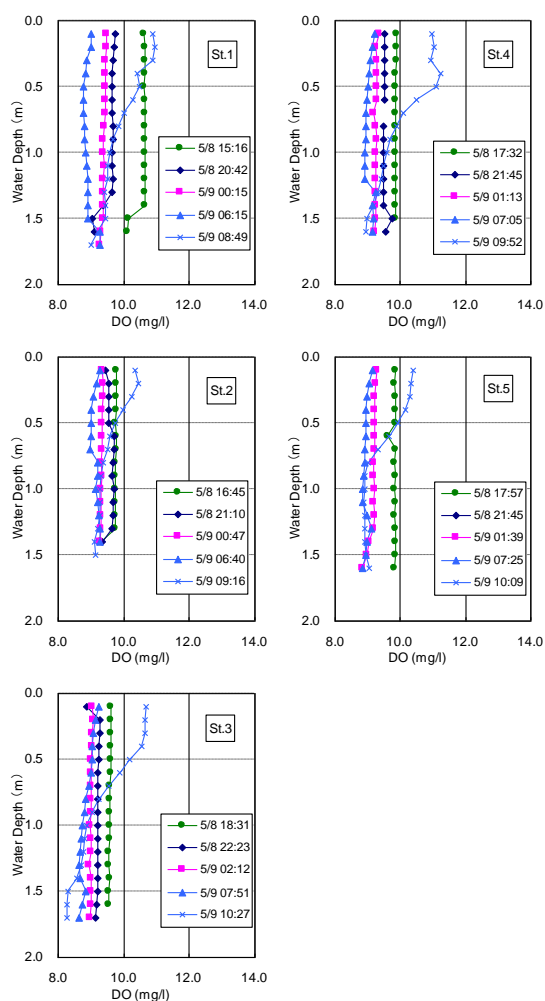 St.1
0.0
0.5
1.0
1.5
2.0
Water Depth (m)
8.0 10.0 12.0 14.0
DO (mg/l)
5/8 15:16
5/8 20:42
5/9 00:15
5/9 06:15
5/9 08:49
St.4
0.0
0.5
1.0
1.5
2.0
Water Depth (m)
8.0 10.0 12.0 14.0
DO (mg/l)
5/8 17:32
5/8 21:45
5/9 01:13
5/9 07:05
5/9 09:52
St.2
0.0
0.5
1.0
1.5
2.0
Water Depth (m)
8.0 10.0 12.0 14.0
DO (mg/l)
5/8 16:45
5/8 21:10
5/9 00:47
5/9 06:40
5/9 09:16
St.5
0.0
0.5
1.0
1.5
2.0
Water Depth (m)
8.0 10.0 12.0 14.0
DO (mg/l)
5/8 17:57
5/8 21:45
5/9 01:39
5/9 07:25
5/9 10:09
St.3
0.0
0.5
1.0
1.5
2.0
Water Depth (m)
8.0 10.0 12.0 14.0
DO (mg/l)
5/8 18:31
5/8 22:23
5/9 02:12
5/9 07:51
5/9 10:27